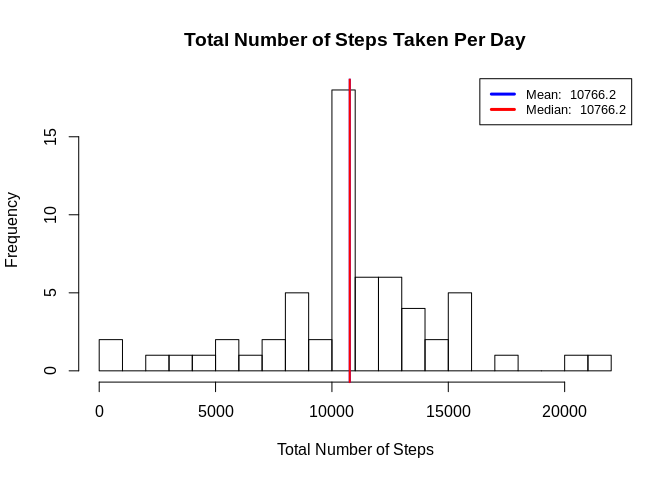 Total Number of Steps Taken Per Day
Mean:  10766.2
Median:  10766.2
Frequency
15
10
5
0
0 5000 10000 15000 20000
Total Number of Steps